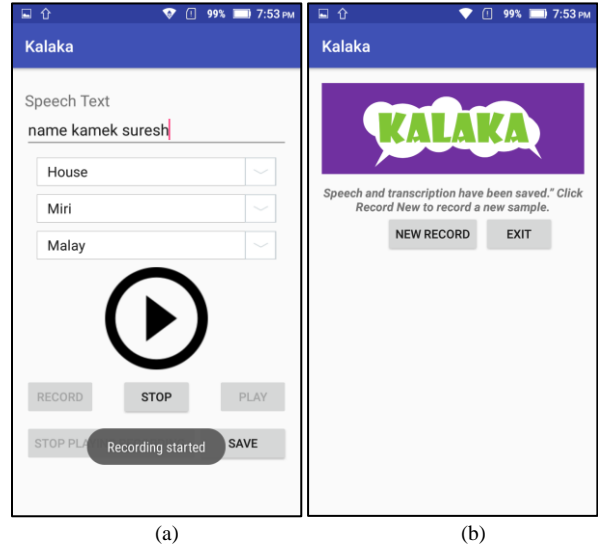 99% 7:53 PM
Kalaka
Speech Text
name kamek suresh
House
Miri
Malay
RECORD STOP PLAY
STOP PLA SAVE
Recording started
(a)
99% 7:53 PM
Kalaka
KALAKA
Speech and transcription have been saved." Click
Record New to record a new sample.
NEW RECORD EXIT
(b)